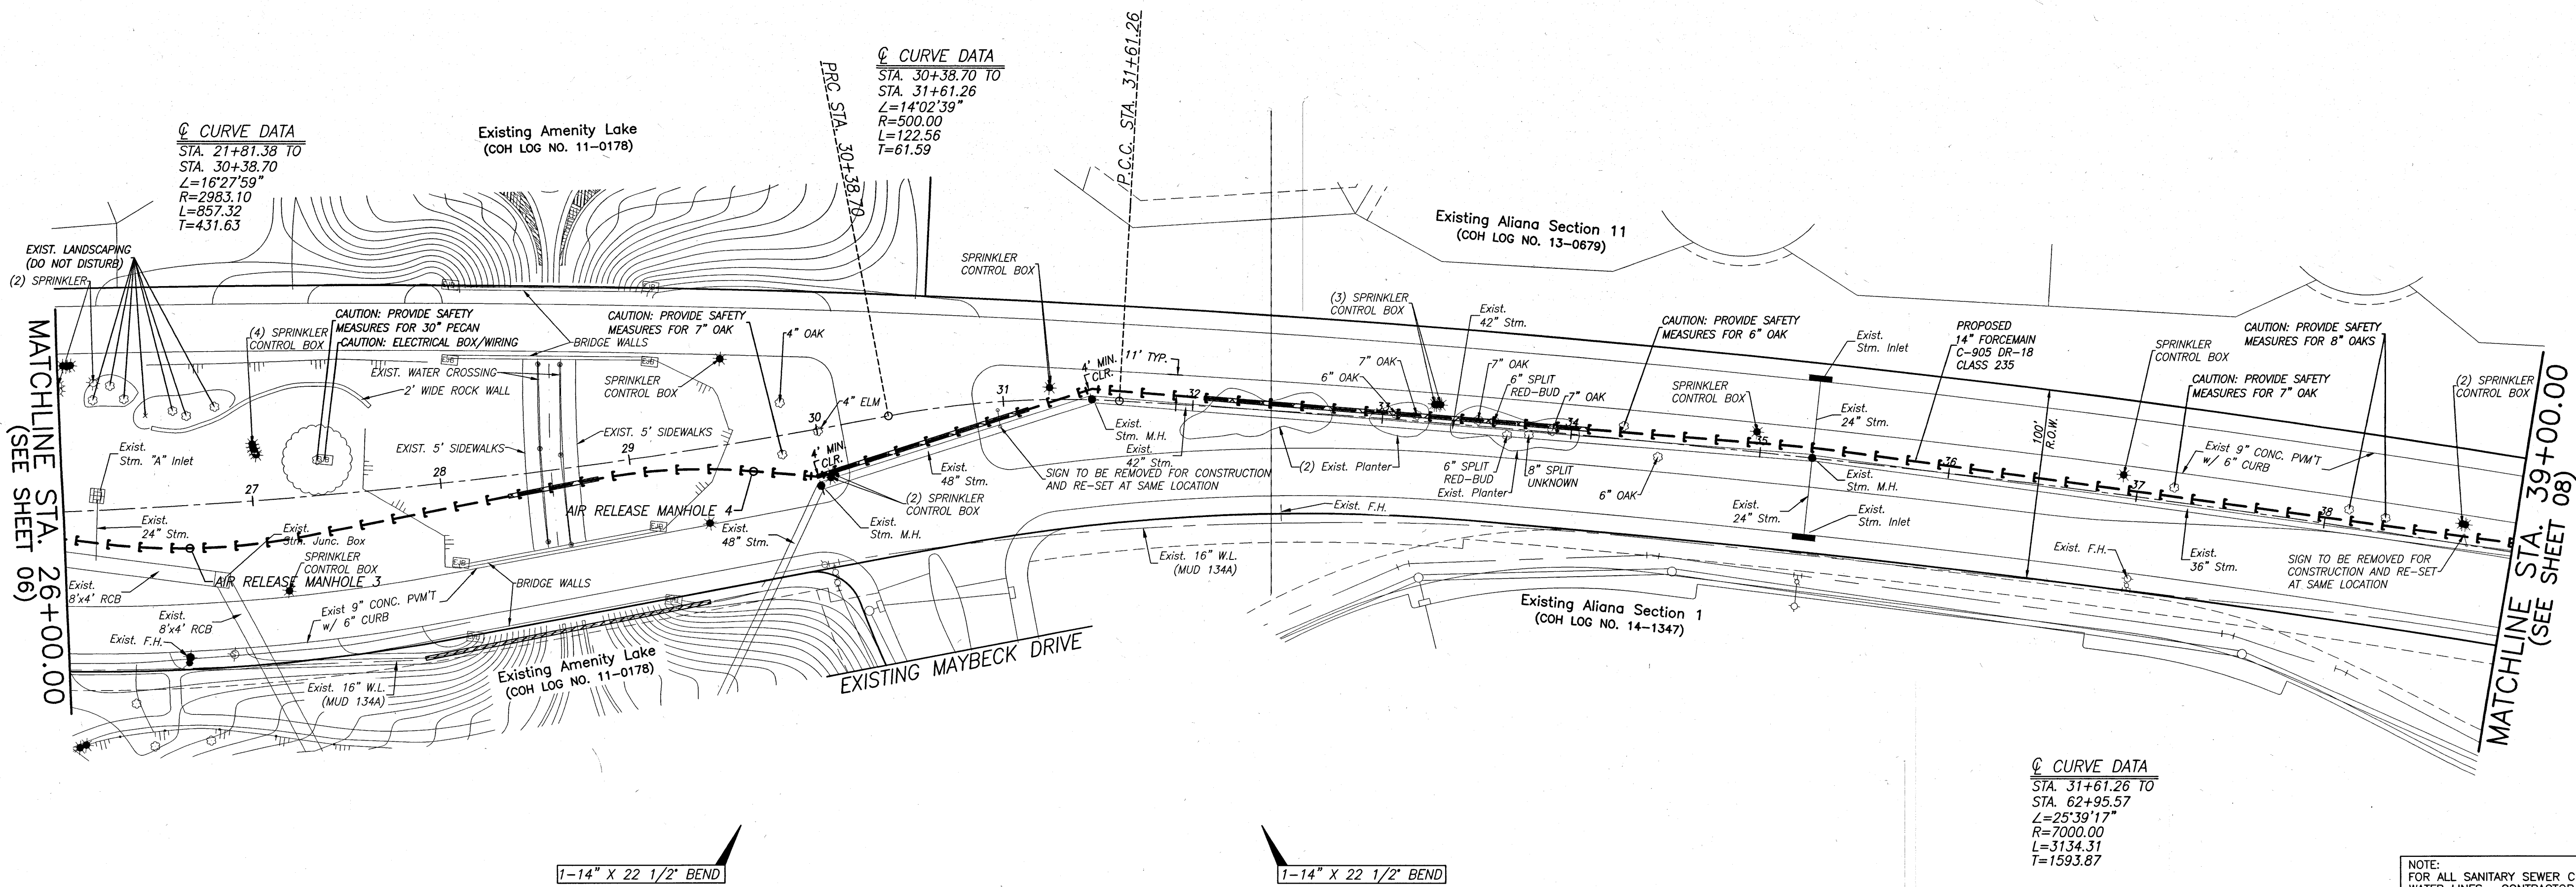 ℄ CURVE DATA
STA. 21+81.38 TO
STA. 30+38.70
∠=16°27'59"
R=2983.10
L=857.32
T=431.63
Existing Amenity Lake
(COH LOG NO. 11-0178)
PRC STA. 30+38.70
℄ CURVE DATA
STA. 30+38.70 TO
STA. 31+61.26
∠=14°02'39"
R=500.00
L=122.56
T=61.59
P.C.C. STA. 31+61.26
Existing Aliana Section 11
(COH LOG NO. 13-0679)
EXIST. LANDSCAPING
(DO NOT DISTURB)
(2) SPRINKLER
MATCHLINE STA. 26+00.00
(SEE SHEET 06)
(4) SPRINKLER
CONTROL BOX
CAUTION: PROVIDE SAFETY
MEASURES FOR 30" PECAN
CAUTION: ELECTRICAL BOX/WIRING
BRIDGE WALLS
EXIST. WATER CROSSING
2' WIDE ROCK WALL
CAUTION: PROVIDE SAFETY
MEASURES FOR 7" OAK
4" OAK
SPRINKLER
CONTROL BOX
SPRINKLER
CONTROL BOX
4' MIN.
CLR.
11' TYP.
(3) SPRINKLER
CONTROL BOX
Exist.
42" Stm.
7" OAK
6" OAK
7" OAK
6" SPLIT
RED-BUD
7" OAK
CAUTION: PROVIDE SAFETY
MEASURES FOR 6" OAK
SPRINKLER
CONTROL BOX
Exist.
Stm. Inlet
PROPOSED
14" FORCEMAIN
C-905 DR-18
CLASS 235
SPRINKLER
CONTROL BOX
CAUTION: PROVIDE SAFETY
MEASURES FOR 8" OAKS
CAUTION: PROVIDE SAFETY
MEASURES FOR 7" OAK
(2) SPRINKLER
CONTROL BOX
MATCHLINE STA. 39+00.00
(SEE SHEET 08)
Exist.
24" Stm.
100'
R.O.W.
Exist 9" CONC. PVM'T
w/ 6" CURB
Exist.
Stm. "A" Inlet
EXIST. 5' SIDEWALKS
EXIST. 5' SIDEWALKS
4" ELM
4' MIN.
CLR.
27
28
29
30
31
32
33
34
35
36
37
38
Exist.
24" Stm.
Exist.
Stm. Junc. Box
SPRINKLER
CONTROL BOX
AIR RELEASE MANHOLE 3
AIR RELEASE MANHOLE 4
Exist.
48" Stm.
(2) SPRINKLER
CONTROL BOX
Exist.
Stm. M.H.
Exist.
48" Stm.
SIGN TO BE REMOVED FOR CONSTRUCTION
AND RE-SET AT SAME LOCATION
Exist.
Stm. M.H.
Exist.
42" Stm.
(2) Exist. Planter
6" SPLIT
RED-BUD
Exist. Planter
8" SPLIT
UNKNOWN
6" OAK
Exist.
24" Stm.
Exist.
Stm. M.H.
Exist.
Stm. Inlet
Exist. F.H.
Exist. F.H.
Exist.
36" Stm.
SIGN TO BE REMOVED FOR
CONSTRUCTION AND RE-SET
AT SAME LOCATION
Exist.
8'x4' RCB
Exist.
8'x4' RCB
Exist. F.H.
Exist 9" CONC. PVM'T
w/ 6" CURB
BRIDGE WALLS
Exist. 16" W.L.
(MUD 134A)
Existing Amenity Lake
(COH LOG NO. 11-0178)
EXISTING MAYBECK DRIVE
Exist. 16" W.L.
(MUD 134A)
Existing Aliana Section 1
(COH LOG NO. 14-1347)
℄ CURVE DATA
STA. 31+61.26 TO
STA. 62+95.57
∠=25°39'17"
R=7000.00
L=3134.31
T=1593.87
1-14" X 22 1/2° BEND
1-14" X 22 1/2° BEND
NOTE:
FOR ALL SANITARY SEWER C